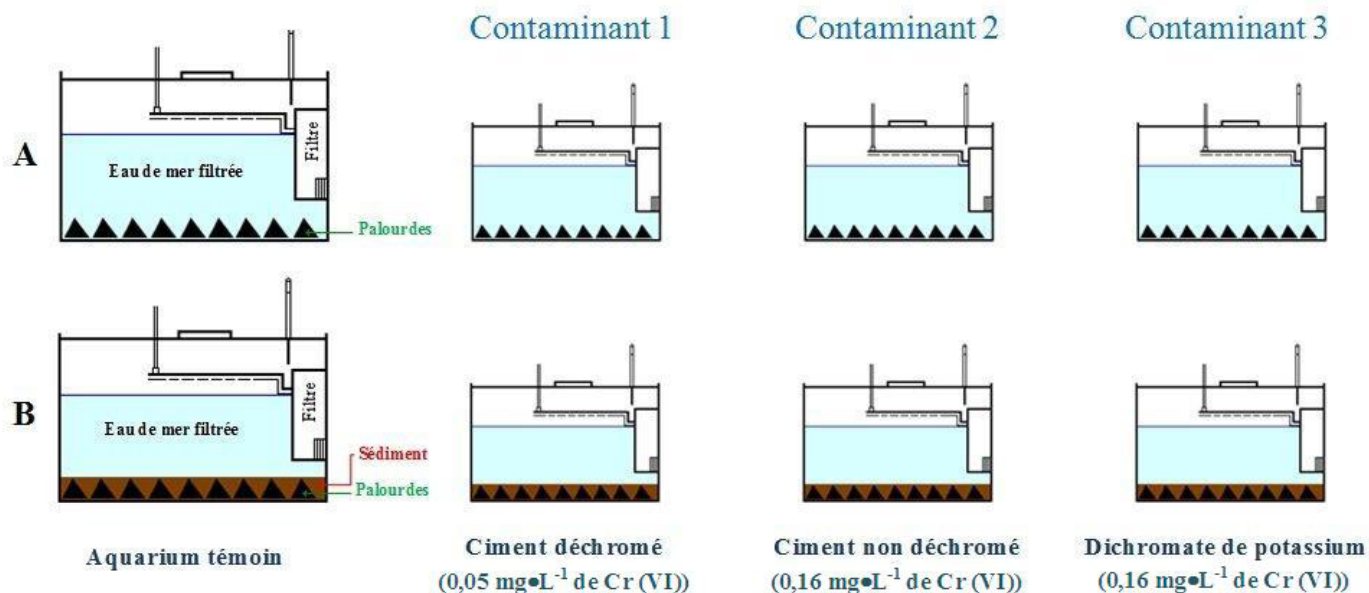 Contaminant 1
Contaminant 2
Contaminant 3
A
Eau de mer filtrée
Filtre
Palourdes
B
Eau de mer filtrée
Filtre
Sédiment
Palourdes
Aquarium témoin
Ciment déchromé
(0,05 mg•L⁻¹ de Cr (VI))
Ciment non déchromé
(0,16 mg•L⁻¹ de Cr (VI))
Dichromate de potassium
(0,16 mg•L⁻¹ de Cr (VI))